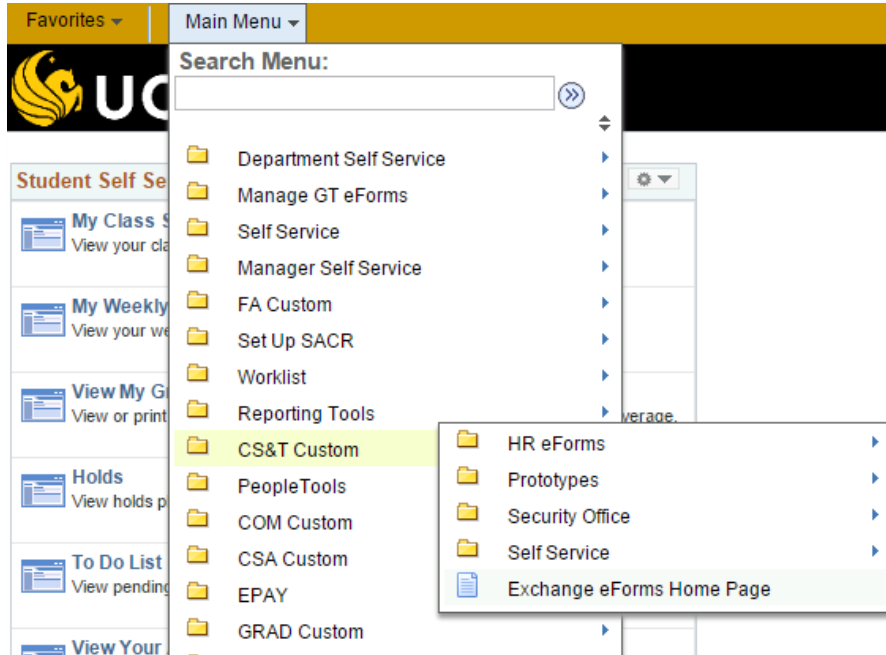 Favorites
Main Menu
Search Menu:
UC
Student Self Se
My Class S
View your cla
My Weekly
View your we
View My G
View or print
verage,
Holds
View holds p
To Do List
View pending
View Your
Department Self Service
Manage GT eForms
Self Service
Manager Self Service
FA Custom
Set Up SACR
Worklist
Reporting Tools
CS&T Custom
PeopleTools
COM Custom
CSA Custom
EPAY
GRAD Custom
HR eForms
Prototypes
Security Office
Self Service
Exchange eForms Home Page